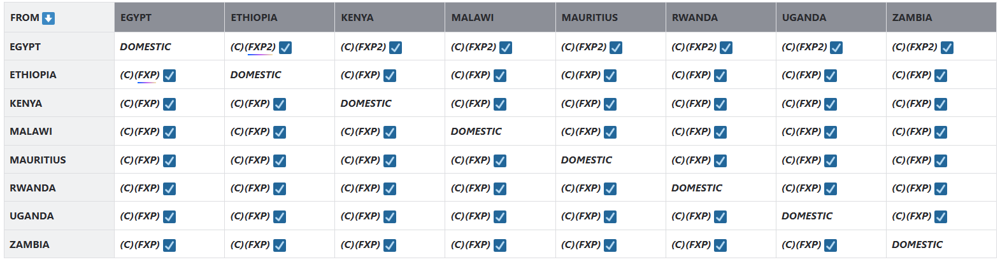 FROM ⬇ EGYPT ETHIOPIA KENYA MALAWI MAURITIUS RWANDA UGANDA ZAMBIA
EGYPT DOMESTIC (C)(FXP2) ☑ (C)(FXP2) ☑ (C)(FXP2) ☑ (C)(FXP2) ☑ (C)(FXP2) ☑ (C)(FXP2) ☑ (C)(FXP2) ☑
ETHIOPIA (C)(FXP) ☑ DOMESTIC (C)(FXP) ☑ (C)(FXP) ☑ (C)(FXP) ☑ (C)(FXP) ☑ (C)(FXP) ☑ (C)(FXP) ☑
KENYA (C)(FXP) ☑ (C)(FXP) ☑ DOMESTIC (C)(FXP) ☑ (C)(FXP) ☑ (C)(FXP) ☑ (C)(FXP) ☑ (C)(FXP) ☑
MALAWI (C)(FXP) ☑ (C)(FXP) ☑ (C)(FXP) ☑ DOMESTIC (C)(FXP) ☑ (C)(FXP) ☑ (C)(FXP) ☑ (C)(FXP) ☑
MAURITIUS (C)(FXP) ☑ (C)(FXP) ☑ (C)(FXP) ☑ (C)(FXP) ☑ DOMESTIC (C)(FXP) ☑ (C)(FXP) ☑ (C)(FXP) ☑
RWANDA (C)(FXP) ☑ (C)(FXP) ☑ (C)(FXP) ☑ (C)(FXP) ☑ (C)(FXP) ☑ DOMESTIC (C)(FXP) ☑ (C)(FXP) ☑
UGANDA (C)(FXP) ☑ (C)(FXP) ☑ (C)(FXP) ☑ (C)(FXP) ☑ (C)(FXP) ☑ (C)(FXP) ☑ DOMESTIC (C)(FXP) ☑
ZAMBIA (C)(FXP) ☑ (C)(FXP) ☑ (C)(FXP) ☑ (C)(FXP) ☑ (C)(FXP) ☑ (C)(FXP) ☑ (C)(FXP) ☑ DOMESTIC